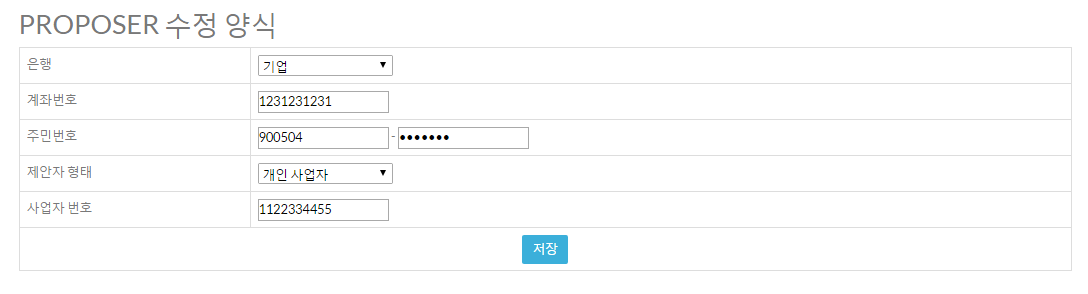 PROPOSER 수정 양식
은행 기업
계좌번호 1231231231
주민번호 900504 - •••••••
제안자 형태 개인 사업자
사업자 번호 1122334455
저장